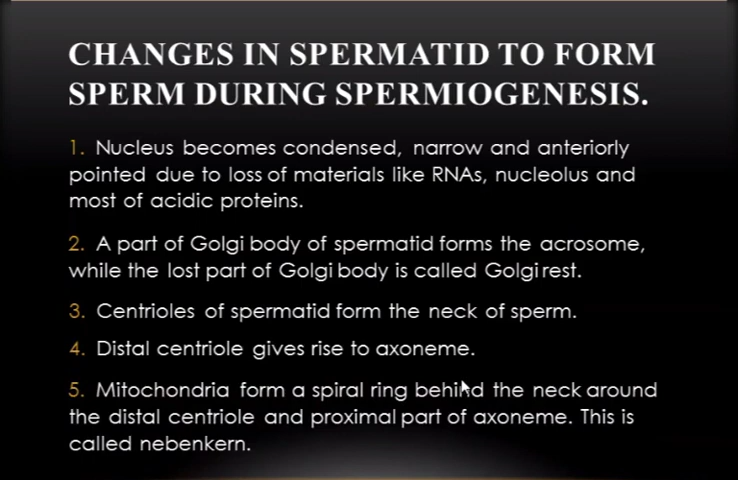 CHANGES IN SPERMATID TO FORM
SPERM DURING SPERMIOGENESIS.
1. Nucleus becomes condensed, narrow and anteriorly
pointed due to loss of materials like RNAs, nucleolus and
most of acidic proteins.
2. A part of Golgi body of spermatid forms the acrosome,
while the lost part of Golgi body is called Golgi rest.
3. Centrioles of spermatid form the neck of sperm.
4. Distal centriole gives rise to axoneme.
5. Mitochondria form a spiral ring behind the neck around
the distal centriole and proximal part of axoneme. This is
called nebenkern.